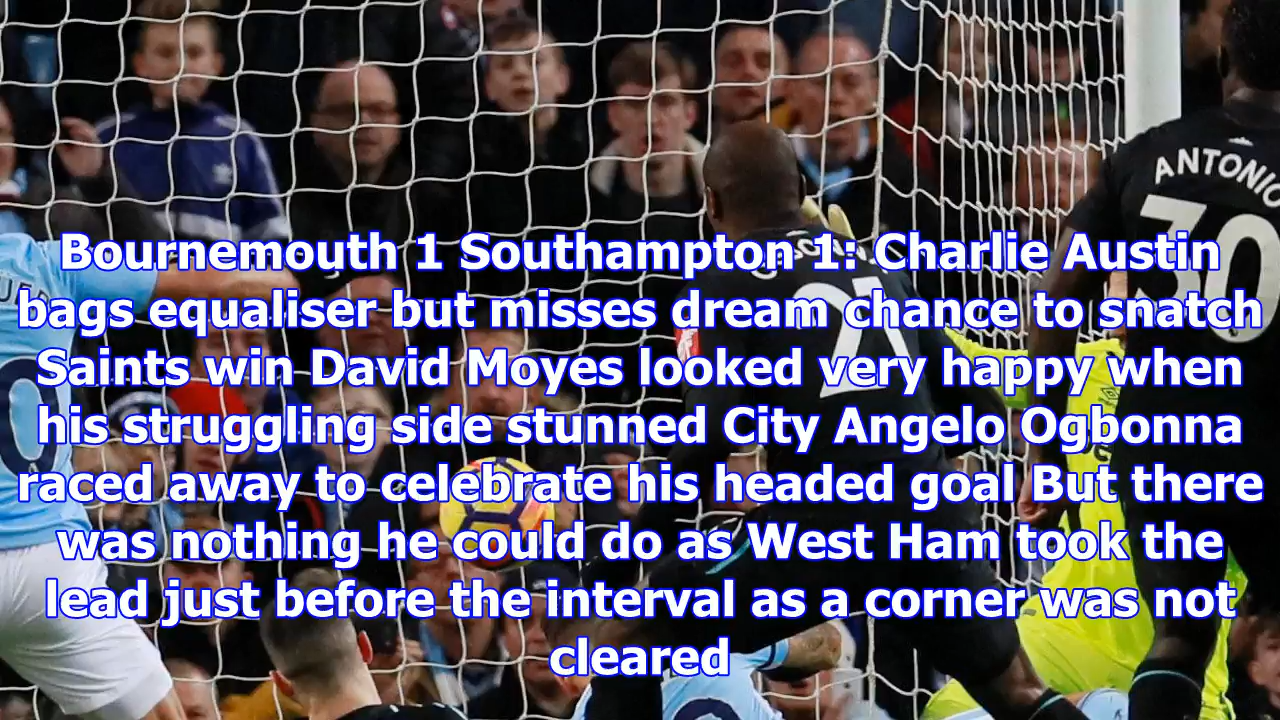 Bournemouth 1 Southampton 1: Charlie Austin
bags equaliser but misses dream chance to snatch
Saints win David Moyes looked very happy when
his struggling side stunned City Angelo Ogbonna
raced away to celebrate his headed goal But there
was nothing he could do as West Ham took the
lead just before the interval as a corner was not
cleared
ANTONIO
30
21